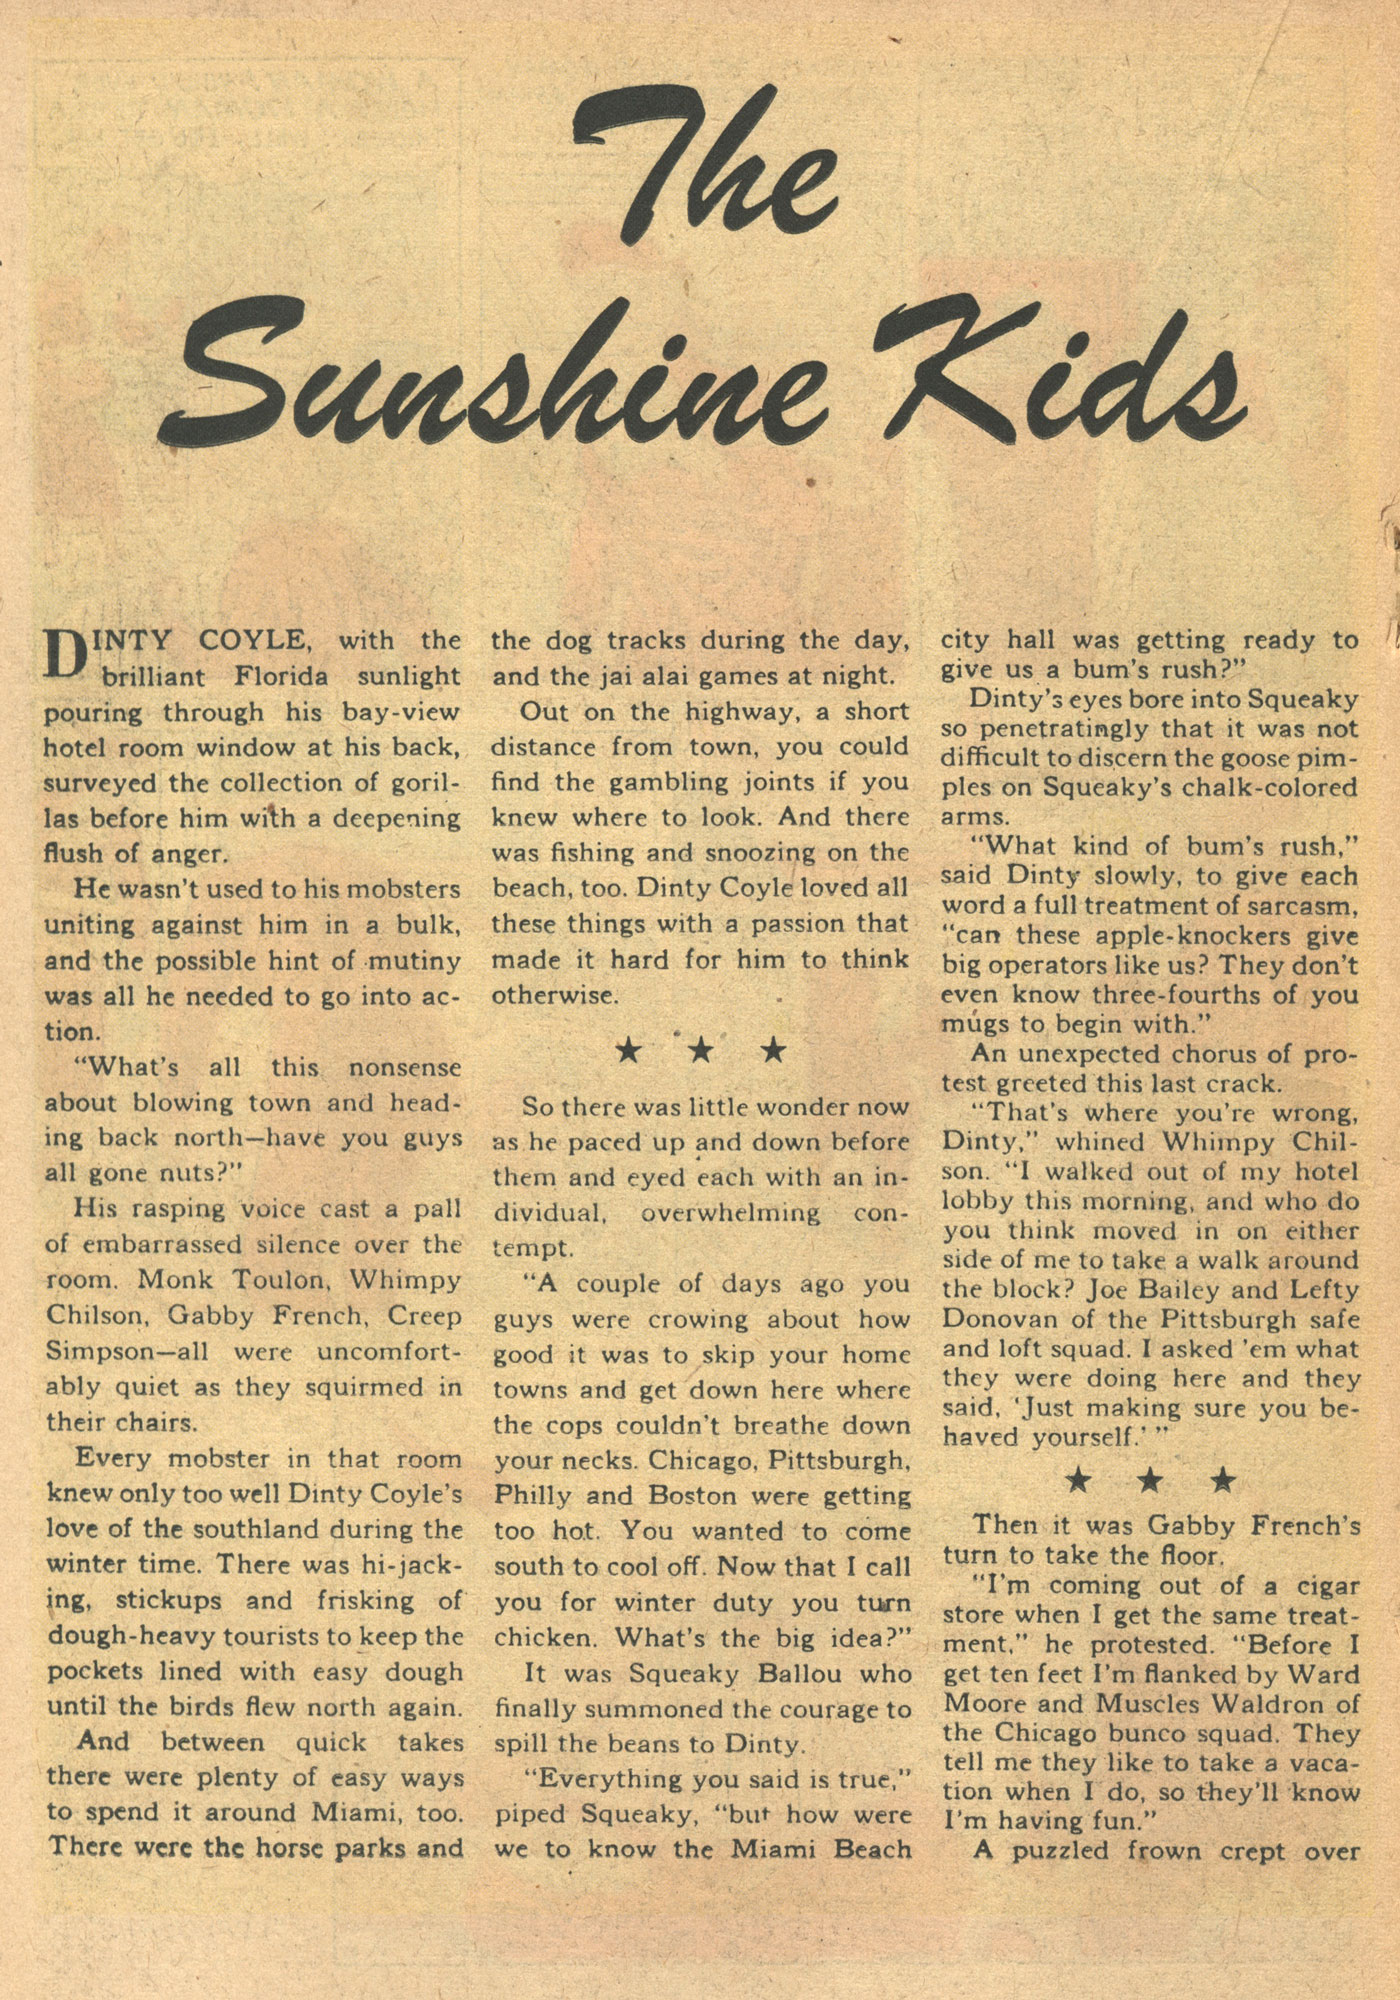 The
Sunshine Kids
DINTY COYLE, with the
brilliant Florida sunlight
pouring through his bay-view
hotel room window at his back,
surveyed the collection of goril-
las before him with a deepening
flush of anger.
He wasn't used to his mobsters
uniting against him in a bulk,
and the possible hint of mutiny
was all he needed to go into ac-
tion.
"What's all this nonsense
about blowing town and head-
ing back north—have you guys
all gone nuts?"
His rasping voice cast a pall
of embarrassed silence over the
room. Monk Toulon, Whimpy
Chilson, Gabby French, Creep
Simpson—all were uncomfort-
ably quiet as they squirmed in
their chairs.
Every mobster in that room
knew only too well Dinty Coyle's
love of the southland during the
winter time. There was hi-jack-
ing, stickups and frisking of
dough-heavy tourists to keep the
pockets lined with easy dough
until the birds flew north again.
And between quick takes
there were plenty of easy ways
to spend it around Miami, too.
There were the horse parks and
the dog tracks during the day,
and the jai alai games at night.
Out on the highway, a short
distance from town, you could
find the gambling joints if you
knew where to look. And there
was fishing and snoozing on the
beach, too. Dinty Coyle loved all
these things with a passion that
made it hard for him to think
otherwise.
★ ★ ★
So there was little wonder now
as he paced up and down before
them and eyed each with an in-
dividual, overwhelming con-
tempt.
"A couple of days ago you
guys were crowing about how
good it was to skip your home
towns and get down here where
the cops couldn't breathe down
your necks. Chicago, Pittsburgh,
Philly and Boston were getting
too hot. You wanted to come
south to cool off. Now that I call
you for winter duty you turn
chicken. What's the big idea?"
It was Squeaky Ballou who
finally summoned the courage to
spill the beans to Dinty.
"Everything you said is true,"
piped Squeaky, "but how were
we to know the Miami Beach
city hall was getting ready to
give us a bum's rush?"
Dinty's eyes bore into Squeaky
so penetratingly that it was not
difficult to discern the goose pim-
ples on Squeaky's chalk-colored
arms.
"What kind of bum's rush,"
said Dinty slowly, to give each
word a full treatment of sarcasm,
"can these apple-knockers give
big operators like us? They don't
even know three-fourths of you
mugs to begin with."
An unexpected chorus of pro-
test greeted this last crack.
"That's where you're wrong,
Dinty," whined Whimpy Chil-
son. "I walked out of my hotel
lobby this morning, and who do
you think moved in on either
side of me to take a walk around
the block? Joe Bailey and Lefty
Donovan of the Pittsburgh safe
and loft squad. I asked 'em what
they were doing here and they
said, 'Just making sure you be-
haved yourself.' "
★ ★ ★
Then it was Gabby French's
turn to take the floor.
"I'm coming out of a cigar
store when I get the same treat-
ment," he protested. "Before I
get ten feet I'm flanked by Ward
Moore and Muscles Waldron of
the Chicago bunco squad. They
tell me they like to take a vaca-
tion when I do, so they'll know
I'm having fun."
A puzzled frown crept over